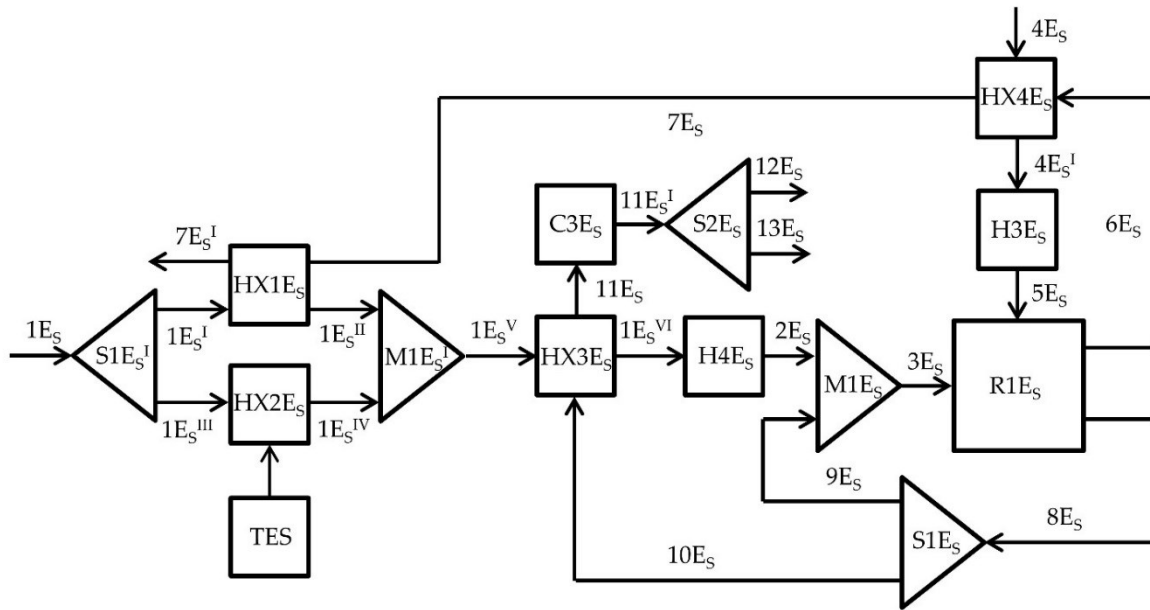 4E_S
HX4E_S
7E_S
4E_S^I
12E_S
C3E_S
11E_S^I
S2E_S
H3E_S
6E_S
7E_S^I
13E_S
HX1E_S
11E_S
5E_S
1E_S
S1E_S^I
1E_S^I
1E_S^II
M1E_S^I
1E_S^V
HX3E_S
1E_S^VI
H4E_S
2E_S
M1E_S
3E_S
R1E_S
HX2E_S
1E_S^III
1E_S^IV
9E_S
8E_S
TES
10E_S
S1E_S